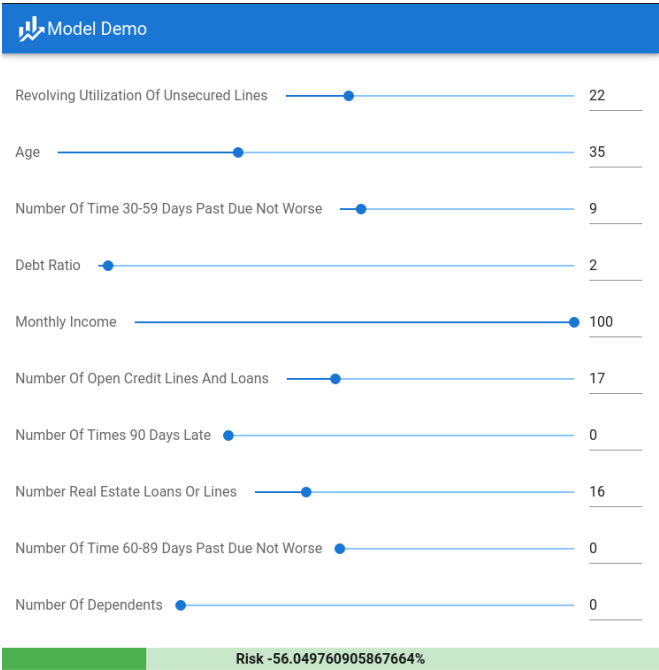 Model Demo
Revolving Utilization Of Unsecured Lines 22
Age 35
Number Of Time 30-59 Days Past Due Not Worse 9
Debt Ratio 2
Monthly Income 100
Number Of Open Credit Lines And Loans 17
Number Of Times 90 Days Late 0
Number Real Estate Loans Or Lines 16
Number Of Time 60-89 Days Past Due Not Worse 0
Number Of Dependents 0
Risk -56.049760905867664%